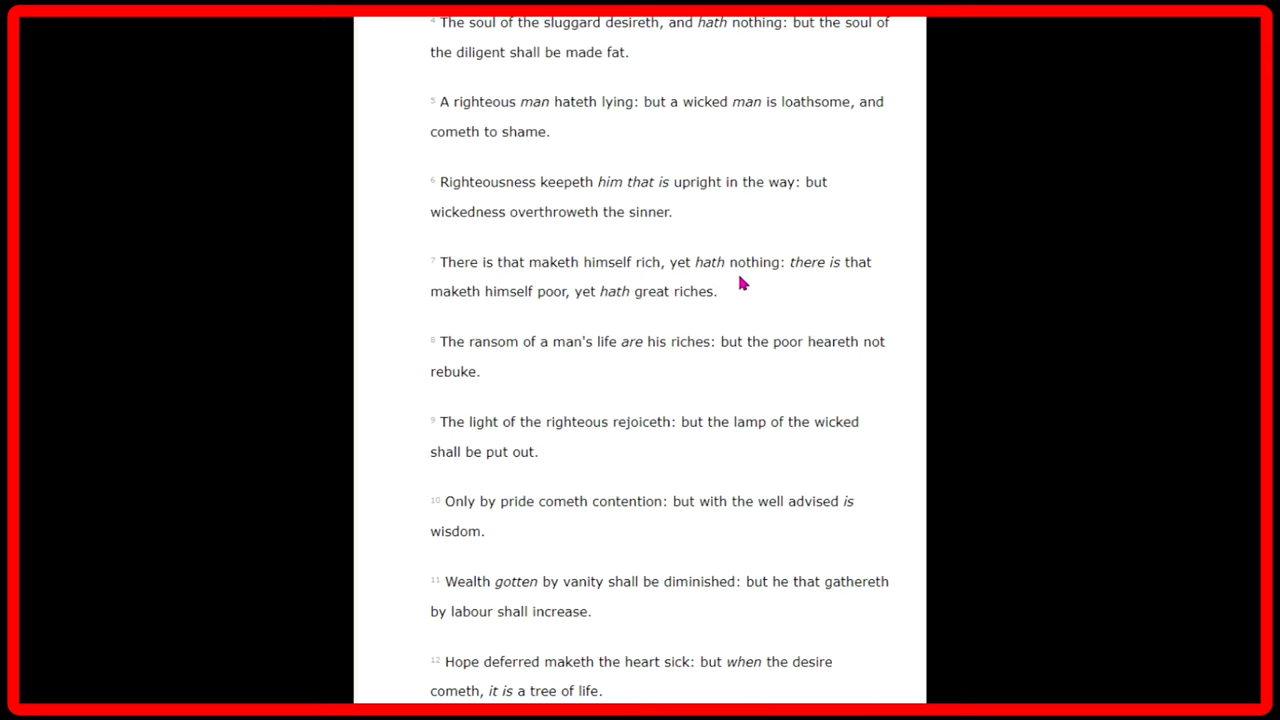 4 The soul of the sluggard desireth, and hath nothing: but the soul of
the diligent shall be made fat.
5 A righteous man hateth lying: but a wicked man is loathsome, and
cometh to shame.
6 Righteousness keepeth him that is upright in the way: but
wickedness overthroweth the sinner.
7 There is that maketh himself rich, yet hath nothing: there is that
maketh himself poor, yet hath great riches.
8 The ransom of a man's life are his riches: but the poor heareth not
rebuke.
9 The light of the righteous rejoiceth: but the lamp of the wicked
shall be put out.
10 Only by pride cometh contention: but with the well advised is
wisdom.
11 Wealth gotten by vanity shall be diminished: but he that gathereth
by labour shall increase.
12 Hope deferred maketh the heart sick: but when the desire
cometh, it is a tree of life.